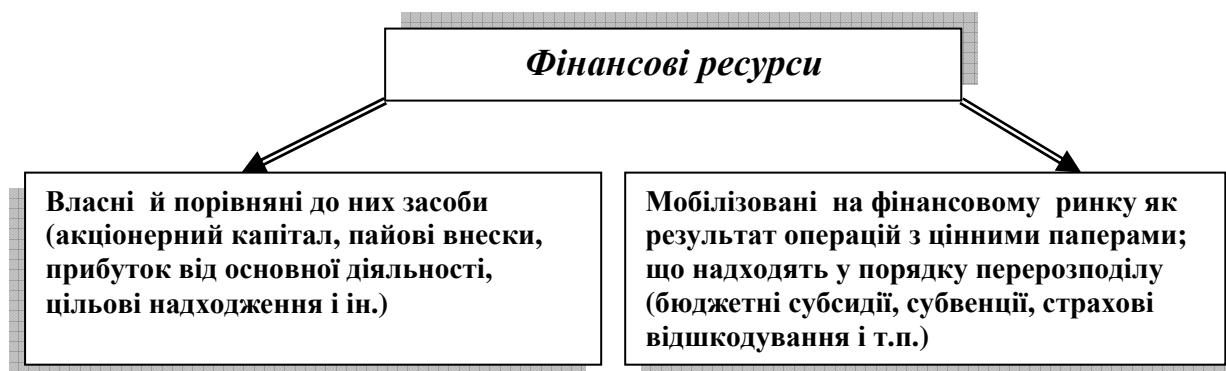 Фінансові ресурси
Власні й порівняні до них засоби
(акціонерний капітал, пайові внески,
прибуток від основної діяльності,
цільові надходження і ін.)
Мобілізовані на фінансовому ринку як
результат операцій з цінними паперами;
що надходять у порядку перерозподілу
(бюджетні субсидії, субвенції, страхові
відшкодування і т.п.)